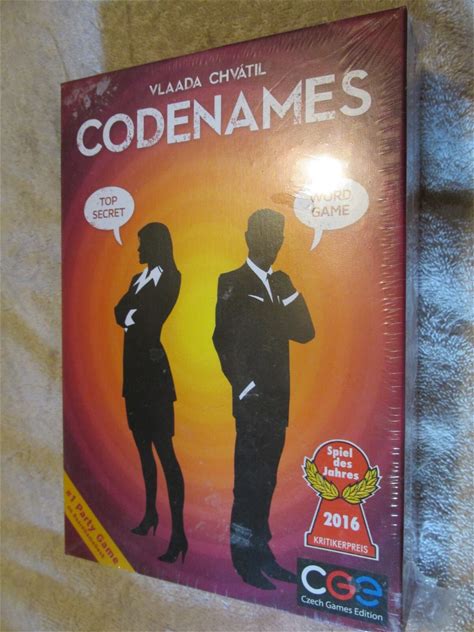 VLAADA CHVÁTIL
CODENAMES
TOP
SECRET
WORD
GAME
Spiel
des
Jahres
2016
KRITIKERPREIS
#1 Party Game
CGE
Czech Games Edition